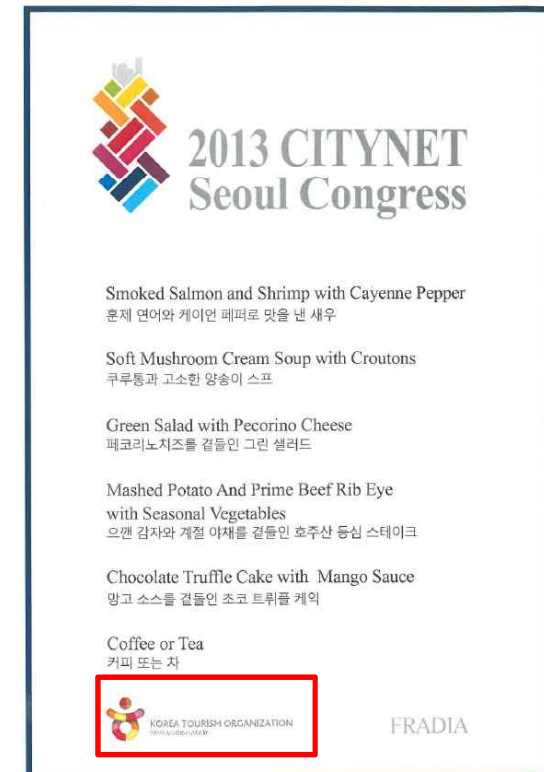 2013 CITYNET
Seoul Congress
Smoked Salmon and Shrimp with Cayenne Pepper
훈제 연어와 케이언 페퍼로 맛을 낸 새우
Soft Mushroom Cream Soup with Croutons
쿠루통과 고소한 양송이 스프
Green Salad with Pecorino Cheese
페코리노치즈를 곁들인 그린 샐러드
Mashed Potato And Prime Beef Rib Eye
with Seasonal Vegetables
으깬 감자와 계절 야채를 곁들인 호주산 등심 스테이크
Chocolate Truffle Cake with Mango Sauce
망고 소스를 곁들인 초코 트뤼플 케익
Coffee or Tea
커피 또는 차
KOREA TOURISM ORGANIZATION
FRADIA